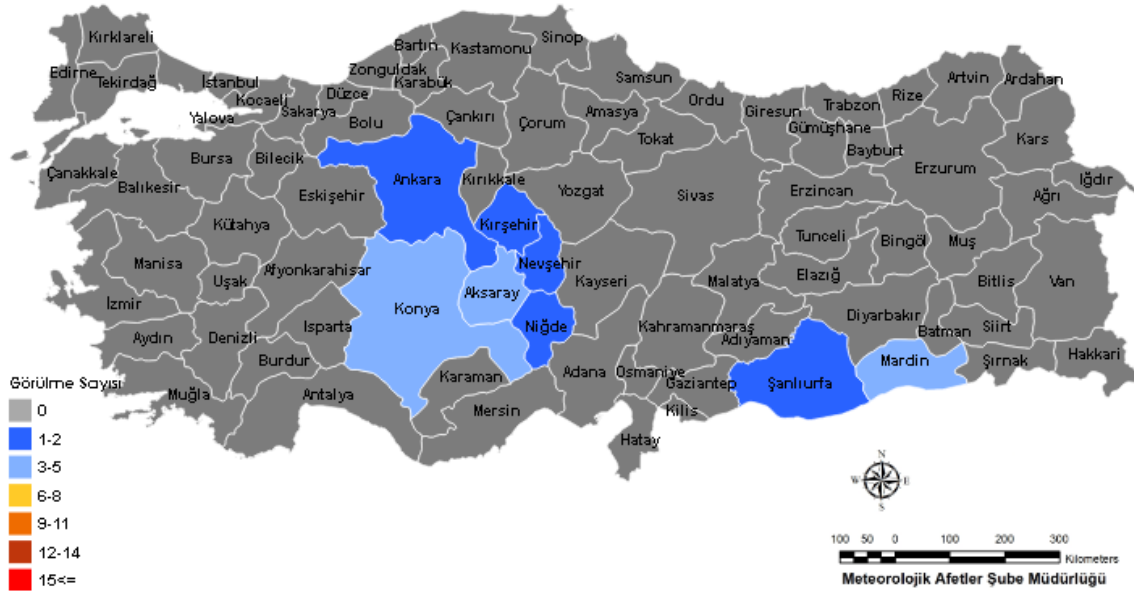 Kırklareli
Edirne
Tekirdağ
İstanbul
Kocaeli
Yalova
Sakarya
Düzce
Zonguldak
Bartın
Karabük
Kastamonu
Sinop
Bolu
Çankırı
Çorum
Samsun
Amasya
Tokat
Ordu
Giresun
Trabzon
Gümüşhane
Rize
Bayburt
Artvin
Ardahan
Kars
Erzurum
Iğdır
Ağrı
Çanakkale
Balıkesir
Bursa
Bilecik
Eskişehir
Ankara
Kırıkkale
Yozgat
Sivas
Erzincan
Tunceli
Bingöl
Muş
Kütahya
Kırşehir
Nevşehir
Kayseri
Malatya
Elazığ
Bitlis
Van
Manisa
Uşak
Afyonkarahisar
Konya
Aksaray
Niğde
Kahramanmaraş
Adıyaman
Diyarbakır
Batman
Siirt
Şırnak
Hakkari
İzmir
Aydın
Denizli
Isparta
Burdur
Karaman
Adana
Osmaniye
Gaziantep
Şanlıurfa
Mardin
Muğla
Antalya
Mersin
Kilis
Hatay
Görülme Sayısı
0
1-2
3-5
6-8
9-11
12-14
15<=
N
W E
S
100 50 0 100 200 300
Kilometers
Meteorolojik Afetler Şube Müdürlüğü